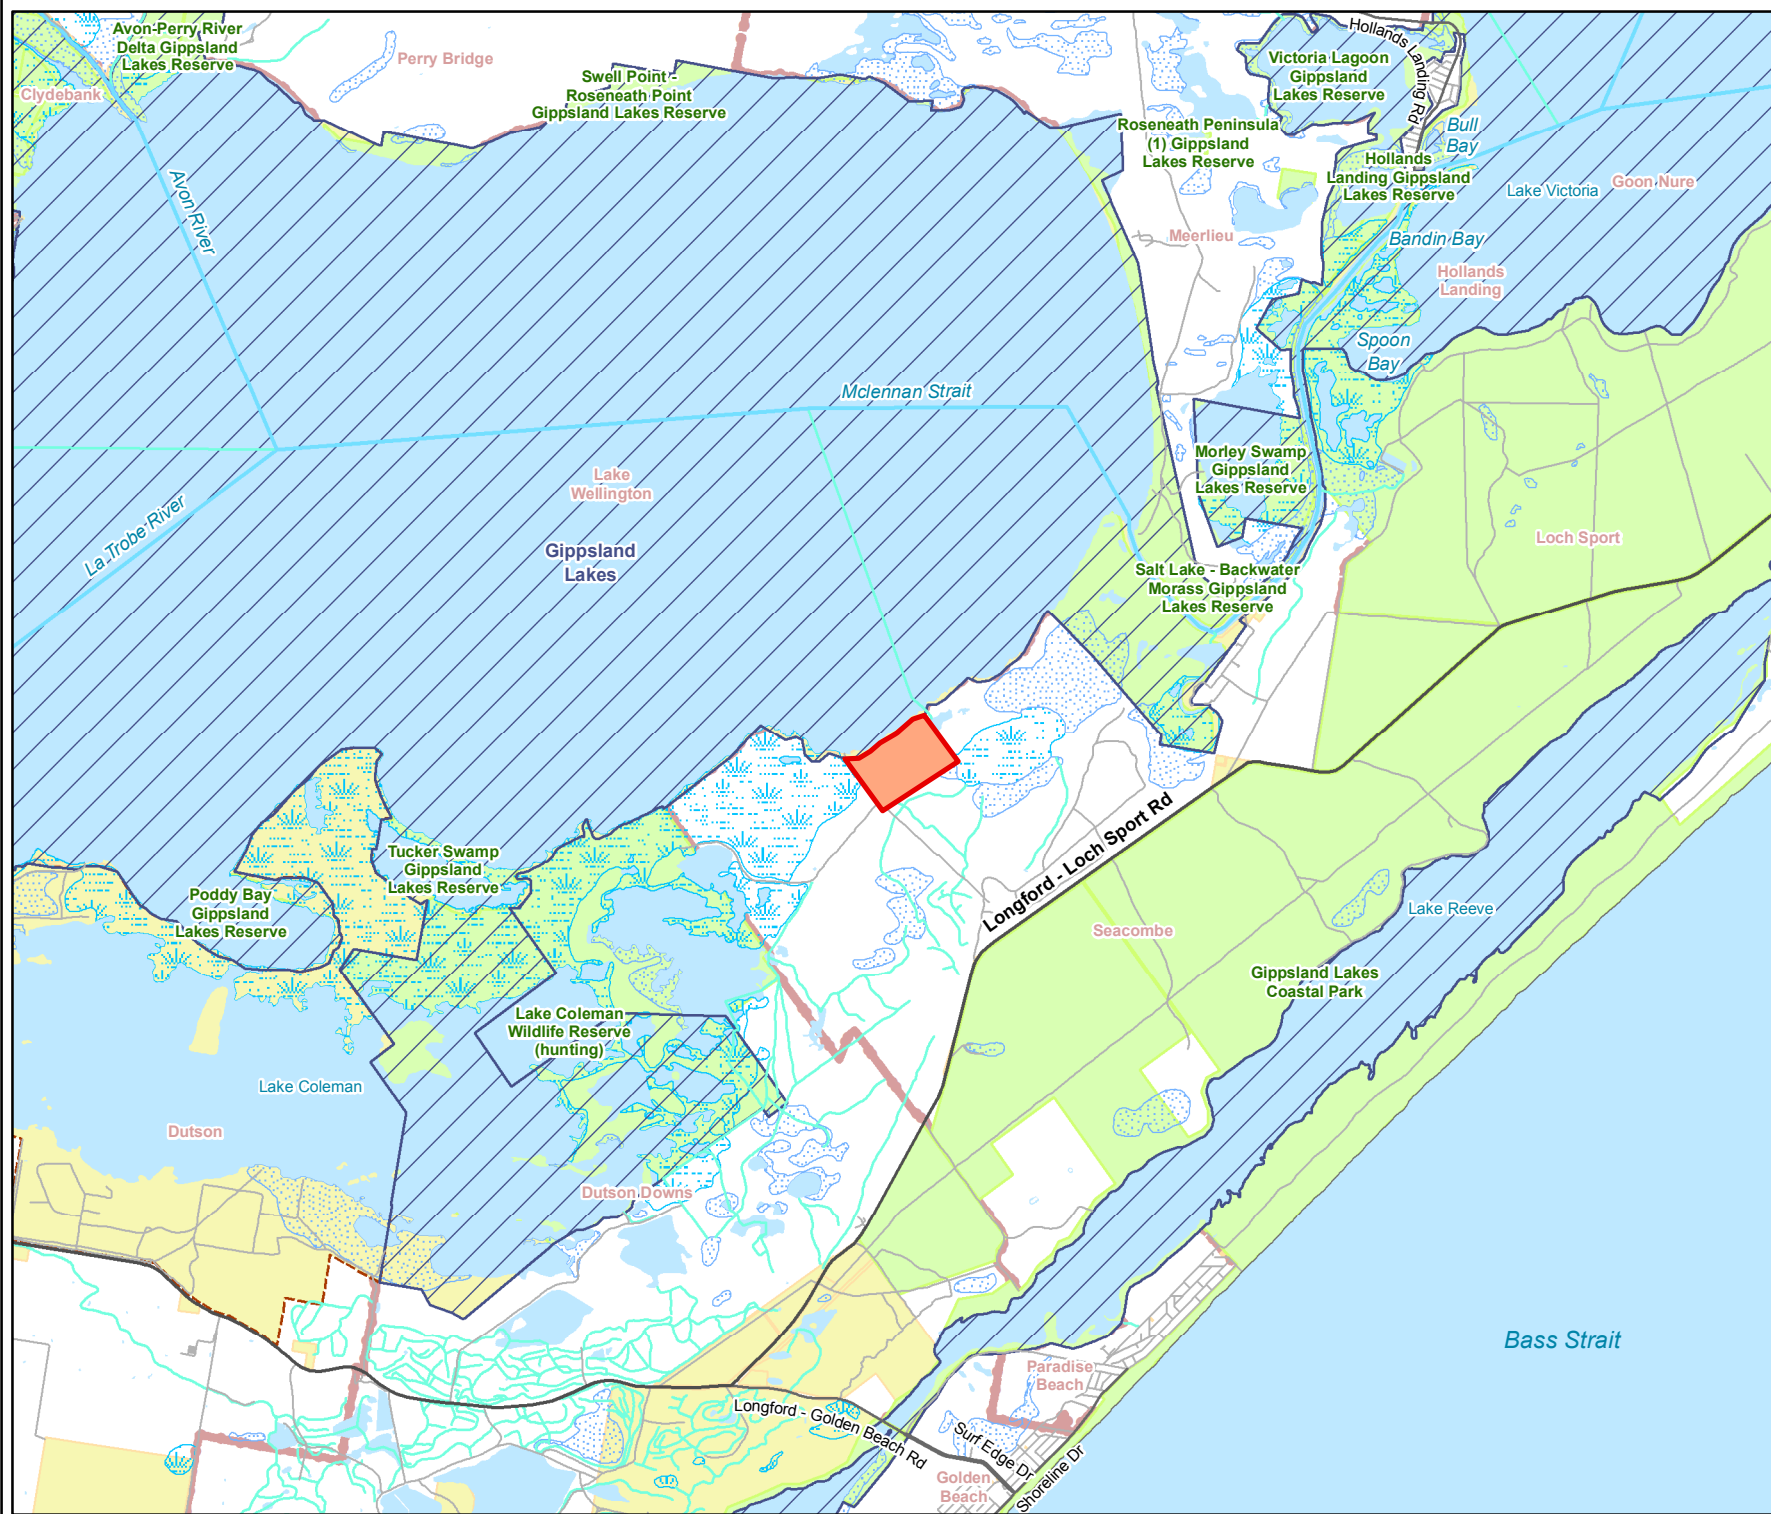 Avon-Perry River
Delta Gippsland
Lakes Reserve
Perry Bridge
Clydebank
Swell Point -
Roseneath Point
Gippsland Lakes Reserve
Hollands Landing Rd
Victoria Lagoon
Gippsland
Lakes Reserve
Roseneath Peninsula
(1) Gippsland
Lakes Reserve
Bull
Bay
Hollands
Landing Gippsland
Lakes Reserve
Lake Victoria
Goon Nure
Avon River
Meerlieu
Bandin Bay
Hollands
Landing
Spoon
Bay
Mclennan Strait
Lake
Wellington
Morley Swamp
Gippsland
Lakes Reserve
La Trobe River
Gippsland
Lakes
Loch Sport
Salt Lake - Backwater
Morass Gippsland
Lakes Reserve
Longford - Loch Sport Rd
Tucker Swamp
Gippsland
Lakes Reserve
Poddy Bay
Gippsland
Lakes Reserve
Lake Reeve
Seacombe
Gippsland Lakes
Coastal Park
Lake Coleman
Wildlife Reserve
(hunting)
Lake Coleman
Dutson
Dutson Downs
Bass Strait
Paradise
Beach
Longford - Golden Beach Rd
Surf Edge Dr
Shoreline Dr
Golden
Beach